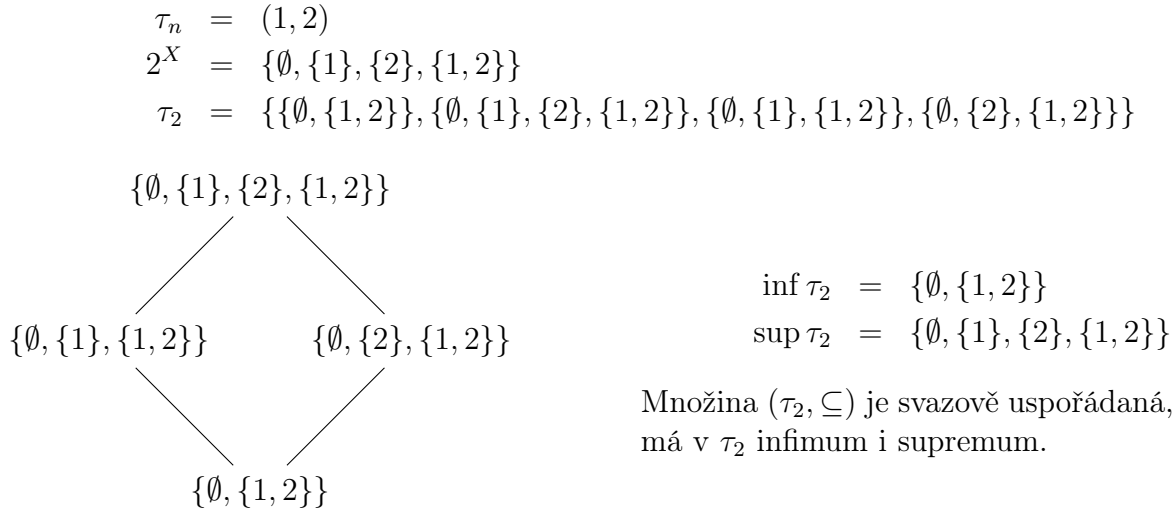 τ_n = (1, 2)
2^X = {∅, {1}, {2}, {1, 2}}
τ_2 = {{∅, {1, 2}}, {∅, {1}, {2}, {1, 2}}, {∅, {1}, {1, 2}}, {∅, {2}, {1, 2}}}
{∅, {1}, {2}, {1, 2}}
{∅, {1}, {1, 2}} {∅, {2}, {1, 2}}
{∅, {1, 2}}
inf τ_2 = {∅, {1, 2}}
sup τ_2 = {∅, {1}, {2}, {1, 2}}
Množina (τ_2, ⊆) je svazově uspořádaná,
má v τ_2 infimum i supremum.